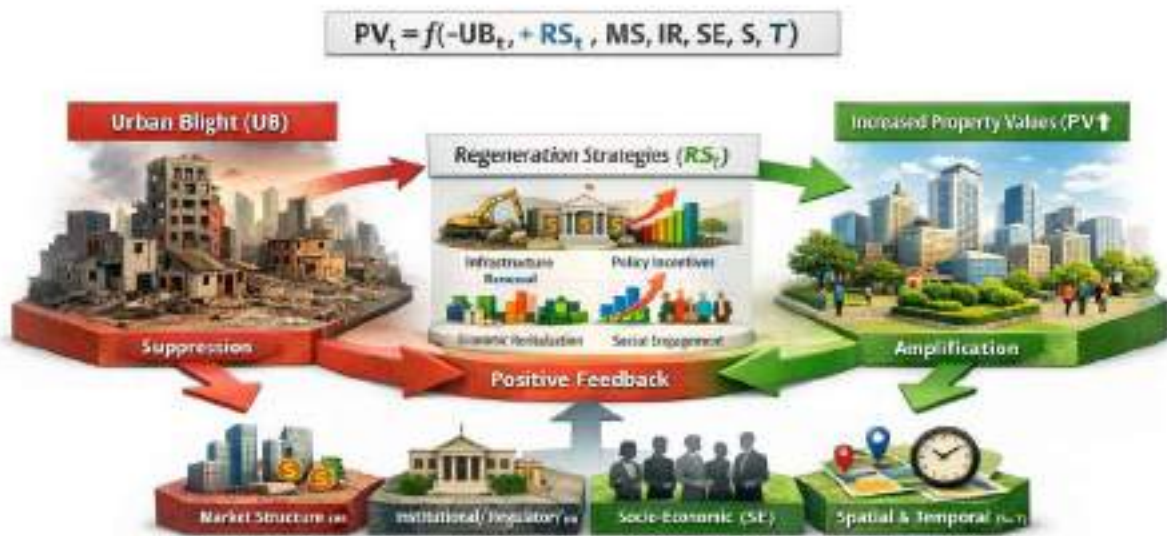 PVₜ = f(-UBₜ, + RSₜ, MS, IR, SE, S, T)
Urban Blight (UB)
Increased Property Values (PV⬆
Regeneration Strategies (RSₜ)
Infrastructure
Renewal
Policy Incentives
Social Engagement
Suppression
Amplification
Positive Feedback
Market Structure
Socio-Economic (SE)
Spatial & Temporal